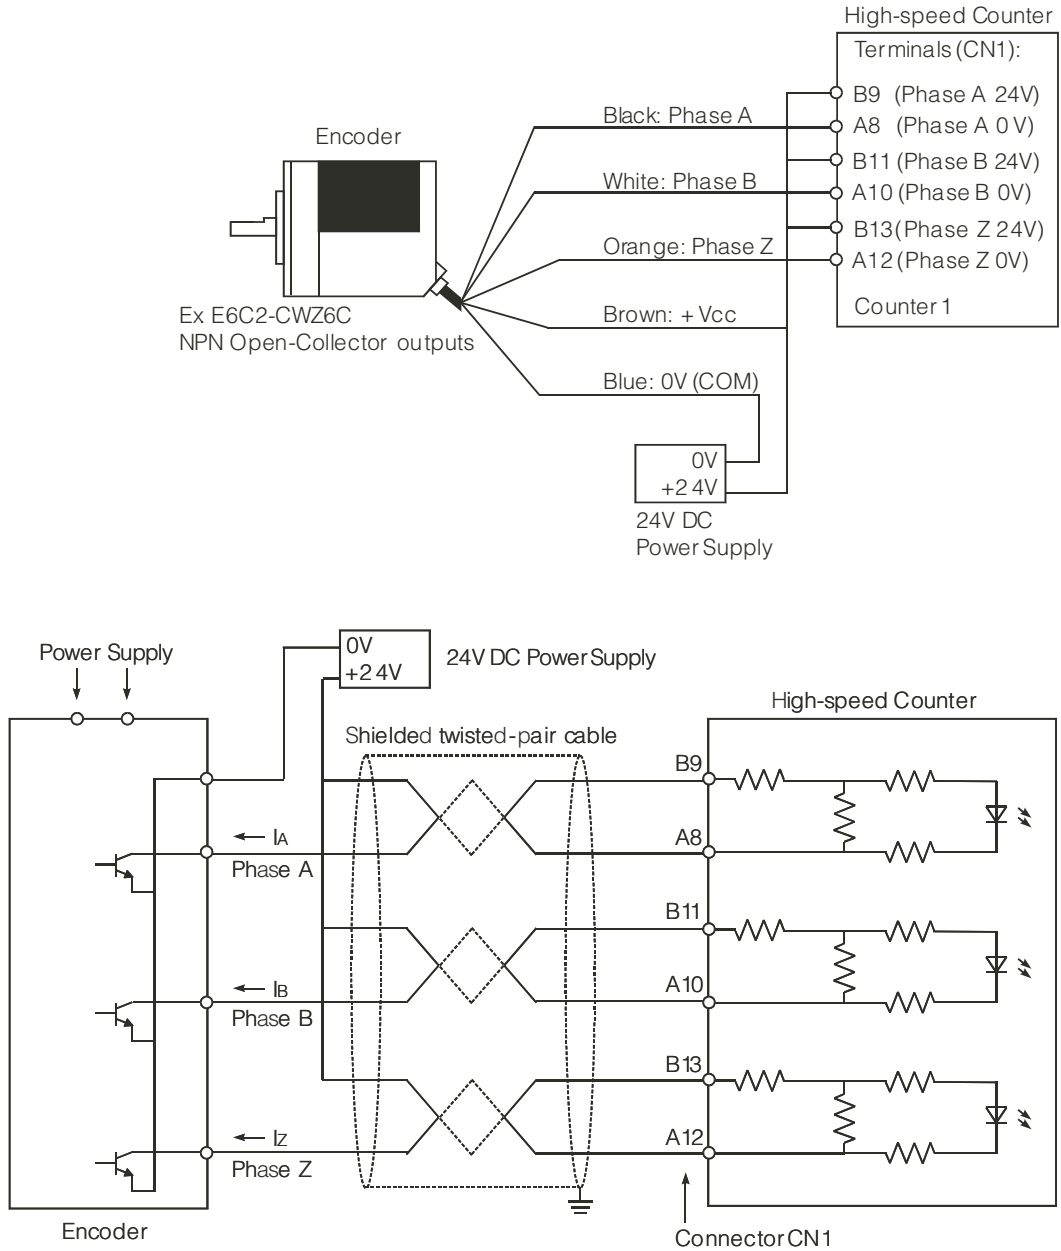 High-speed Counter
Terminals (CN1):
B9 (Phase A 24V)
Black: Phase A
A8 (Phase A 0 V)
Encoder
B11 (Phase B 24V)
White: Phase B
A10 (Phase B 0V)
B13 (Phase Z 24V)
Orange: Phase Z
A12 (Phase Z 0V)
Ex E6C2-CWZ6C
NPN Open-Collector outputs
Brown: + Vcc
Counter 1
Blue: 0V (COM)
0V
+24V
24V DC
Power Supply
Power Supply
0V
+24V
24V DC Power Supply
High-speed Counter
Shielded twisted-pair cable
B9
IA
A8
Phase A
B11
IB
A10
Phase B
B13
IZ
A12
Phase Z
Encoder
Connector CN1